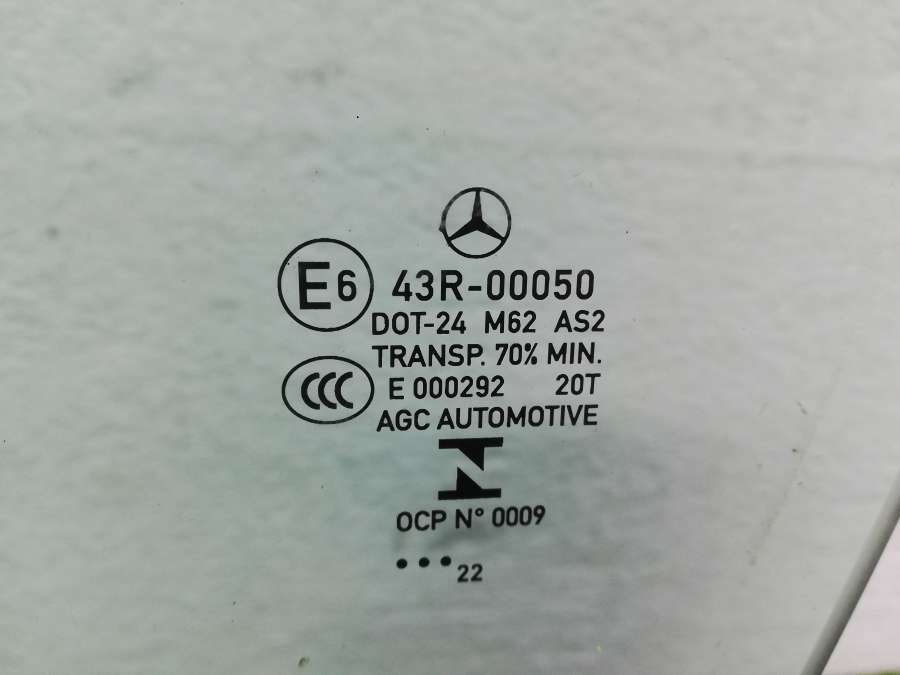 E6 43R-00050
DOT-24 M62 AS2
TRANSP. 70% MIN.
CCC E 000292 20T
AGC AUTOMOTIVE
N
OCP N° 0009
••• 22